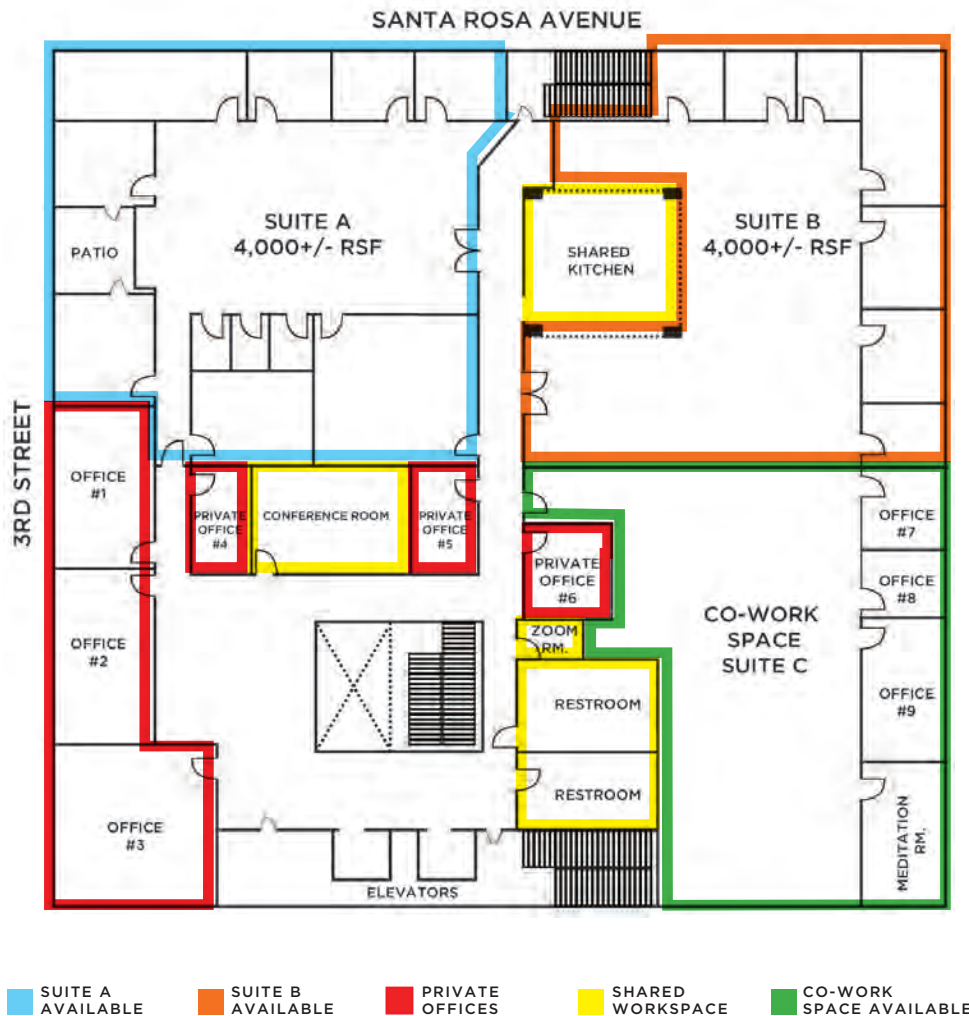 SANTA ROSA AVENUE
SUITE A
4,000+/- RSF
SUITE B
4,000+/- RSF
PATIO
SHARED
KITCHEN
3RD STREET
OFFICE
#1
PRIVATE
OFFICE
#4
CONFERENCE ROOM
PRIVATE
OFFICE
#5
OFFICE
#7
PRIVATE
OFFICE
#6
OFFICE
#8
CO-WORK
SPACE
SUITE C
ZOOM
RM.
OFFICE
#2
RESTROOM
OFFICE
#9
RESTROOM
OFFICE
#3
MEDITATION
RM.
ELEVATORS
SUITE A
AVAILABLE
SUITE B
AVAILABLE
PRIVATE
OFFICES
SHARED
WORKSPACE
CO-WORK
SPACE AVAILABLE